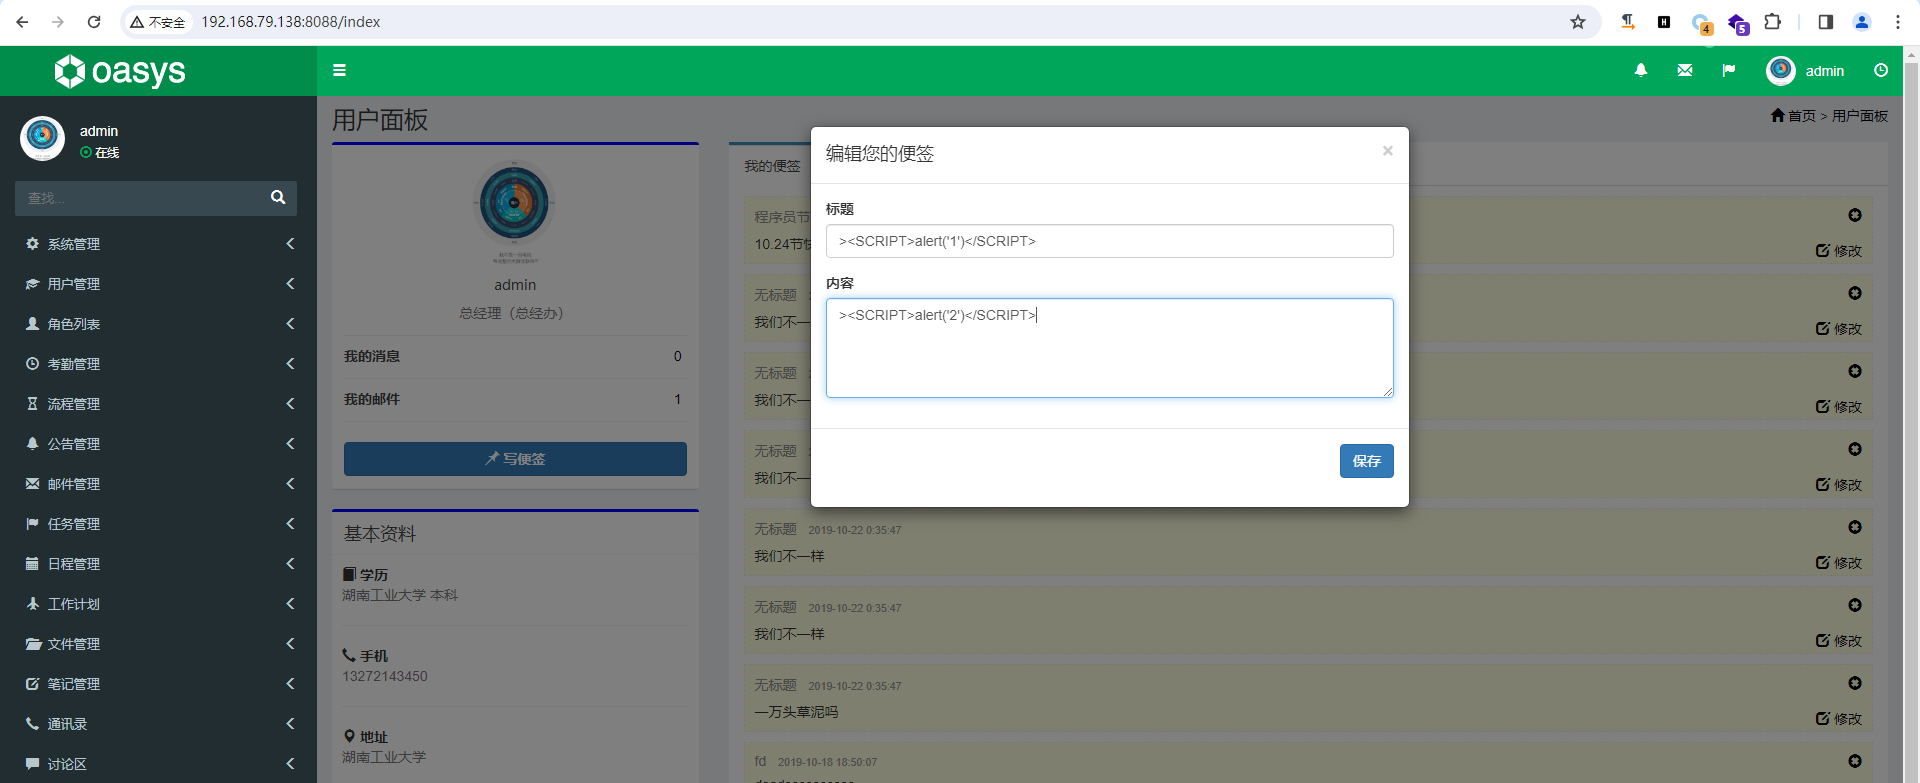 不安全 192.168.79.138:8088/index
4
5
oasys
admin
admin
在线
查找...
系统管理
用户管理
角色列表
考勤管理
流程管理
公告管理
邮件管理
任务管理
日程管理
工作计划
文件管理
笔记管理
通讯录
讨论区
用户面板
首页 > 用户面板
admin
总经理（总经办）
我的消息 0
我的邮件 1
写便签
基本资料
学历
湖南工业大学 本科
手机
13272143450
地址
湖南工业大学
我的便签
程序员节
10.24节
修改
无标题
我们不一
修改
无标题
我们不一
修改
无标题
我们不一
修改
无标题 2019-10-22 0:35:47
我们不一样
修改
无标题 2019-10-22 0:35:47
我们不一样
修改
无标题 2019-10-22 0:35:47
一万头草泥吗
修改
fd 2019-10-18 18:50:07
编辑您的便签
×
标题
><SCRIPT>alert('1')</SCRIPT>
内容
><SCRIPT>alert('2')</SCRIPT>
保存